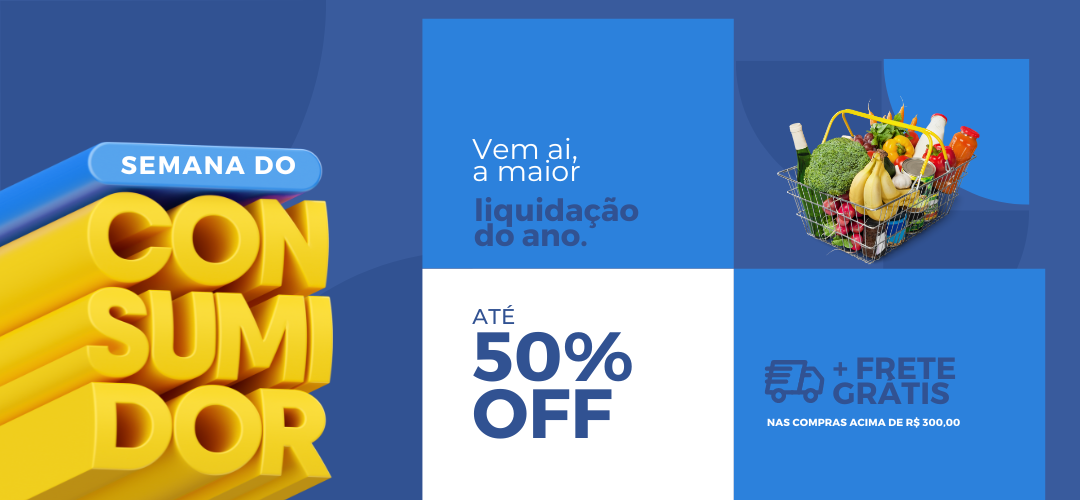 SEMANA DO
CON
SUMI
DOR
Vem ai,
a maior
liquidação
do ano.
ATÉ
50%
OFF
+ FRETE
GRATIS
NAS COMPRAS ACIMA DE R$ 300,00